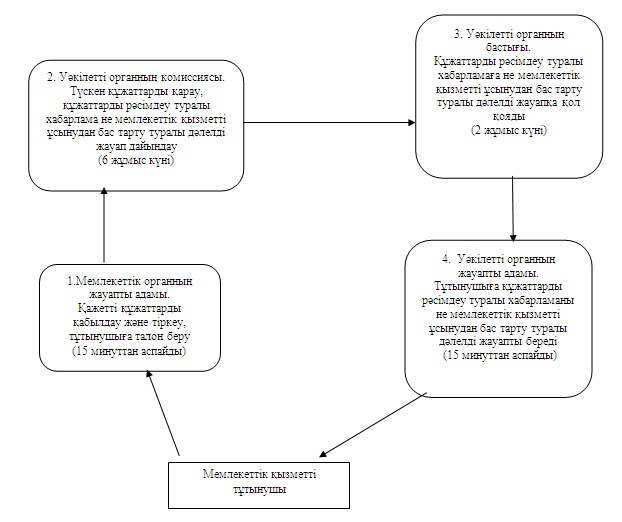 3. Уәкілетті органның
бастығы.
Құжаттарды рәсімдеу туралы
хабарламаға не мемлекеттік
қызметті ұсынудан бас тарту
туралы дәлелді жауапқа қол
қояды
(2 жұмыс күні)
2. Уәкілетті органның комиссиясы.
Түскен құжаттарды қарау,
құжаттарды рәсімдеу туралы
хабарлама не мемлекеттік қызметті
ұсынудан бас тарту туралы дәлелді
жауап дайындау
(6 жұмыс күні)
1.Мемлекеттік органның
жауапты адамы.
Қажетті құжаттарды
қабылдау және тіркеу,
тұтынушыға талон беру
(15 минуттан аспайды)
4. Уәкілетті органның
жауапты адамы.
Тұтынушыға құжаттарды
рәсімдеу туралы хабарламаны
не мемлекеттік қызметті
ұсынудан бас тарту туралы
дәлелді жауапты береді
(15 минуттан аспайды)
Мемлекеттік қызметті
тұтынушы